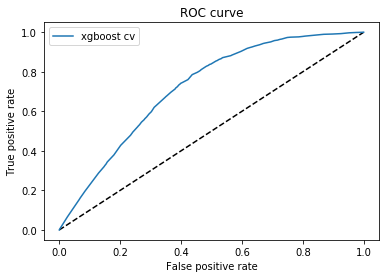 ROC curve
xgboost cv
1.0
0.8
0.6
0.4
0.2
0.0
True positive rate
0.0 0.2 0.4 0.6 0.8 1.0
False positive rate